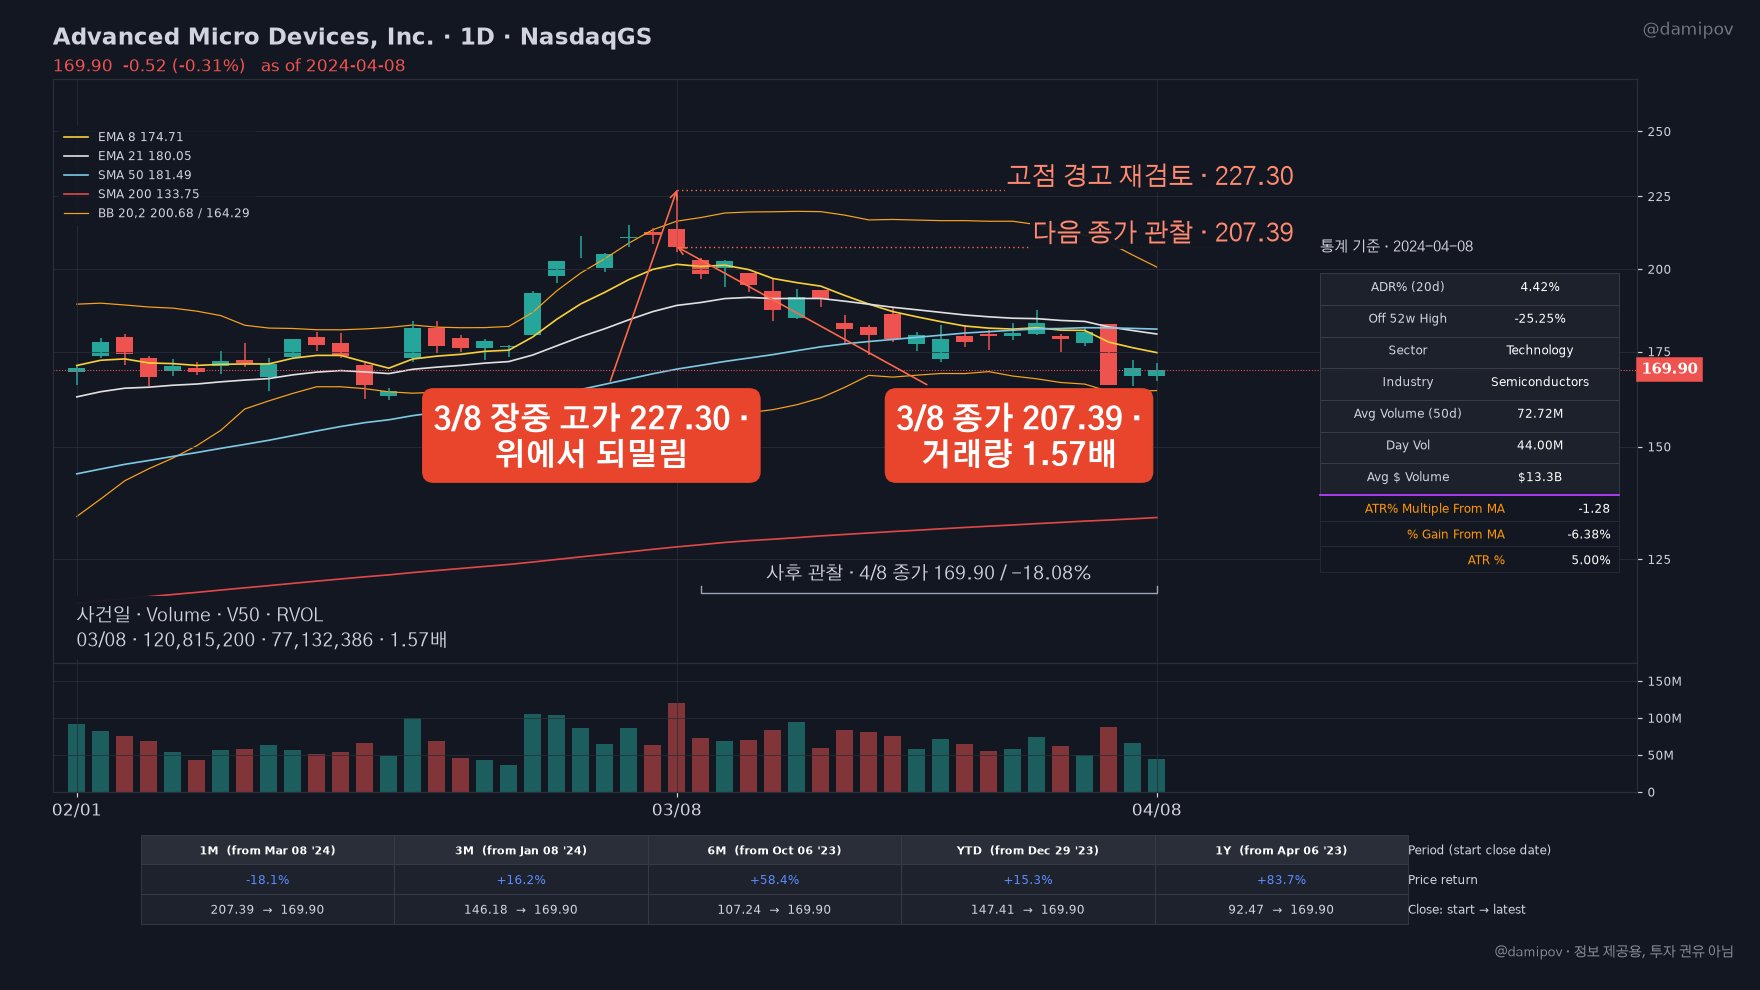 Advanced Micro Devices, Inc. · 1D · NasdaqGS
@damipov
169.90 -0.52 (-0.31%) as of 2024-04-08
EMA 8 174.71
EMA 21 180.05
SMA 50 181.49
SMA 200 133.75
BB 20,2 200.68 / 164.29
고점 경고 재검토 · 227.30
다음 종가 관찰 · 207.39
250
225
200
175
169.90
150
125
통계 기준 · 2024-04-08
ADR% (20d) 4.42%
Off 52w High -25.25%
Sector Technology
Industry Semiconductors
Avg Volume (50d) 72.72M
Day Vol 44.00M
Avg $ Volume $13.3B
ATR% Multiple From MA -1.28
% Gain From MA -6.38%
ATR % 5.00%
3/8 장중 고가 227.30 ·
위에서 되밀림
3/8 종가 207.39 ·
거래량 1.57배
사후 관찰 · 4/8 종가 169.90 / −18.08%
사건일 · Volume · V50 · RVOL
03/08 · 120,815,200 · 77,132,386 · 1.57배
150M
100M
50M
0
02/01 03/08 04/08
1M (from Mar 08 '24) 3M (from Jan 08 '24) 6M (from Oct 06 '23) YTD (from Dec 29 '23) 1Y (from Apr 06 '23) Period (start close date)
-18.1% +16.2% +58.4% +15.3% +83.7% Price return
207.39 → 169.90 146.18 → 169.90 107.24 → 169.90 147.41 → 169.90 92.47 → 169.90 Close: start → latest
@damipov · 정보 제공용, 투자 권유 아님